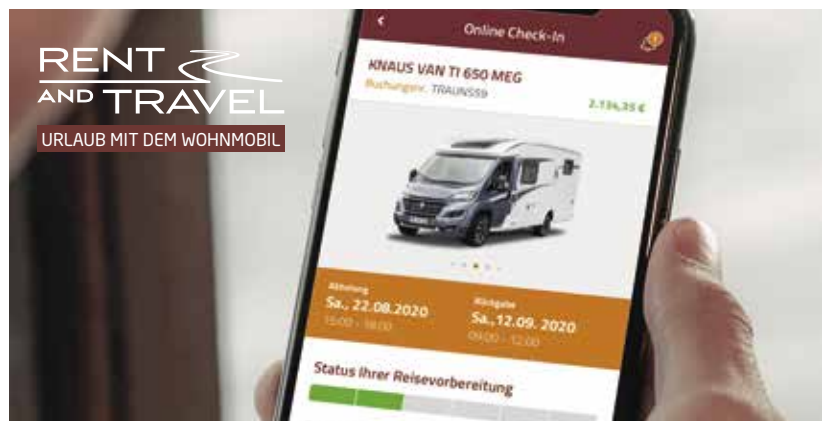 RENT
AND TRAVEL
URLAUB MIT DEM WOHNMOBIL
Online Check-In
KNAUS VAN TI 650 MEG
Buchungsnr. TRAUNS59
2.134,35 €
Abholung
Sa., 22.08.2020
15:00 - 18:00
Rückgabe
Sa.,12.09. 2020
09:00 - 12:00
Status Ihrer Reisevorbereitung